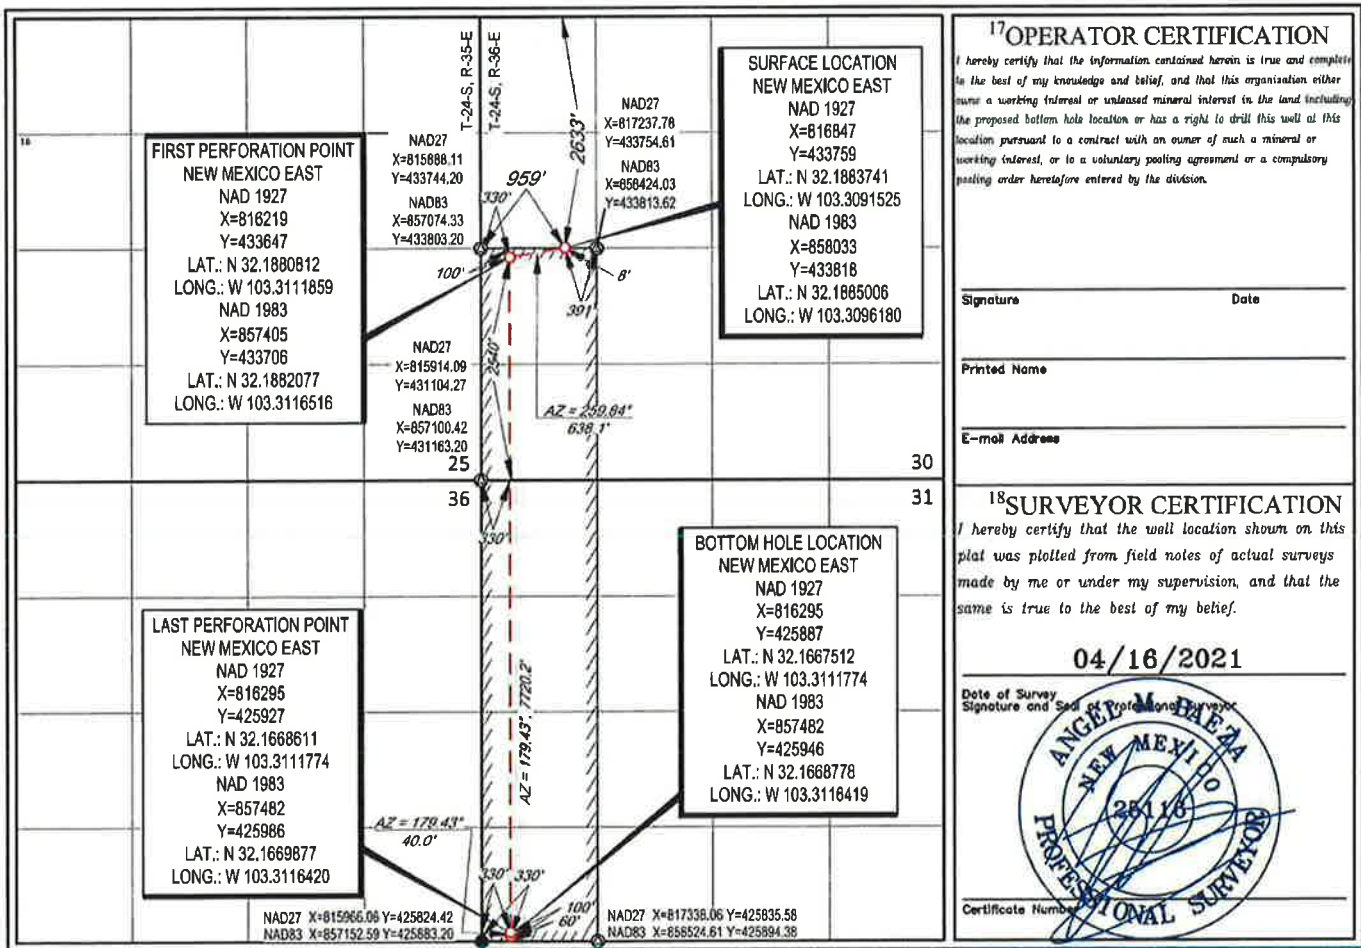 T-24-S, R-35-E
T-24-S, R-36-E
16
FIRST PERFORATION POINT
NEW MEXICO EAST
NAD 1927
X=816219
Y=433647
LAT.: N 32.1880812
LONG.: W 103.3111859
NAD 1983
X=857405
Y=433706
LAT.: N 32.1882077
LONG.: W 103.3116516
NAD27
X=815888.11
Y=433744.20
NAD83
X=857074.33
Y=433803.20
959'
330'
2633'
NAD27
X=817237.78
Y=433754.61
NAD83
X=858424.03
Y=433813.62
SURFACE LOCATION
NEW MEXICO EAST
NAD 1927
X=816847
Y=433759
LAT.: N 32.1883741
LONG.: W 103.3091525
NAD 1983
X=858033
Y=433818
LAT.: N 32.1885006
LONG.: W 103.3096180
100'
8'
391'
2540'
NAD27
X=815914.09
Y=431104.27
NAD83
X=857100.42
Y=431163.20
AZ = 259.84°
638.1'
25
30
36
31
330'
LAST PERFORATION POINT
NEW MEXICO EAST
NAD 1927
X=816295
Y=425927
LAT.: N 32.1668611
LONG.: W 103.3111774
NAD 1983
X=857482
Y=425986
LAT.: N 32.1669877
LONG.: W 103.3116420
BOTTOM HOLE LOCATION
NEW MEXICO EAST
NAD 1927
X=816295
Y=425887
LAT.: N 32.1667512
LONG.: W 103.3111774
NAD 1983
X=857482
Y=425946
LAT.: N 32.1668778
LONG.: W 103.3116419
AZ = 179.43°, 7720.2'
AZ = 179.43°
40.0'
330'
330'
100'
60'
NAD27 X=815966.06 Y=425824.42
NAD83 X=857152.59 Y=425883.20
NAD27 X=817338.06 Y=425835.58
NAD83 X=858524.61 Y=425894.38
17OPERATOR CERTIFICATION
I hereby certify that the information contained herein is true and complete
to the best of my knowledge and belief, and that this organization either
owns a working interest or unleased mineral interest in the land including
the proposed bottom hole location or has a right to drill this well at this
location pursuant to a contract with an owner of such a mineral or
working interest, or to a voluntary pooling agreement or a compulsory
pooling order heretofore entered by the division.
Signature Date
Printed Name
E-mail Address
18SURVEYOR CERTIFICATION
I hereby certify that the well location shown on this
plat was plotted from field notes of actual surveys
made by me or under my supervision, and that the
same is true to the best of my belief.
04/16/2021
Date of Survey
Signature and Seal of Professional Surveyor
ANGEL M. BAEZA
NEW MEXICO
25116
PROFESSIONAL SURVEYOR
Certificate Number